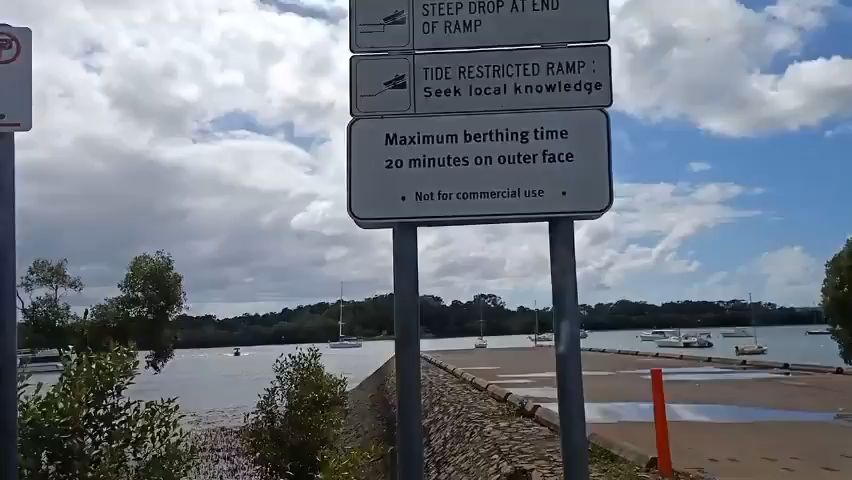 STEEP DROP AT END
OF RAMP
TIDE RESTRICTED RAMP:
Seek local knowledge
Maximum berthing time
20 minutes on outer face
• Not for commercial use •